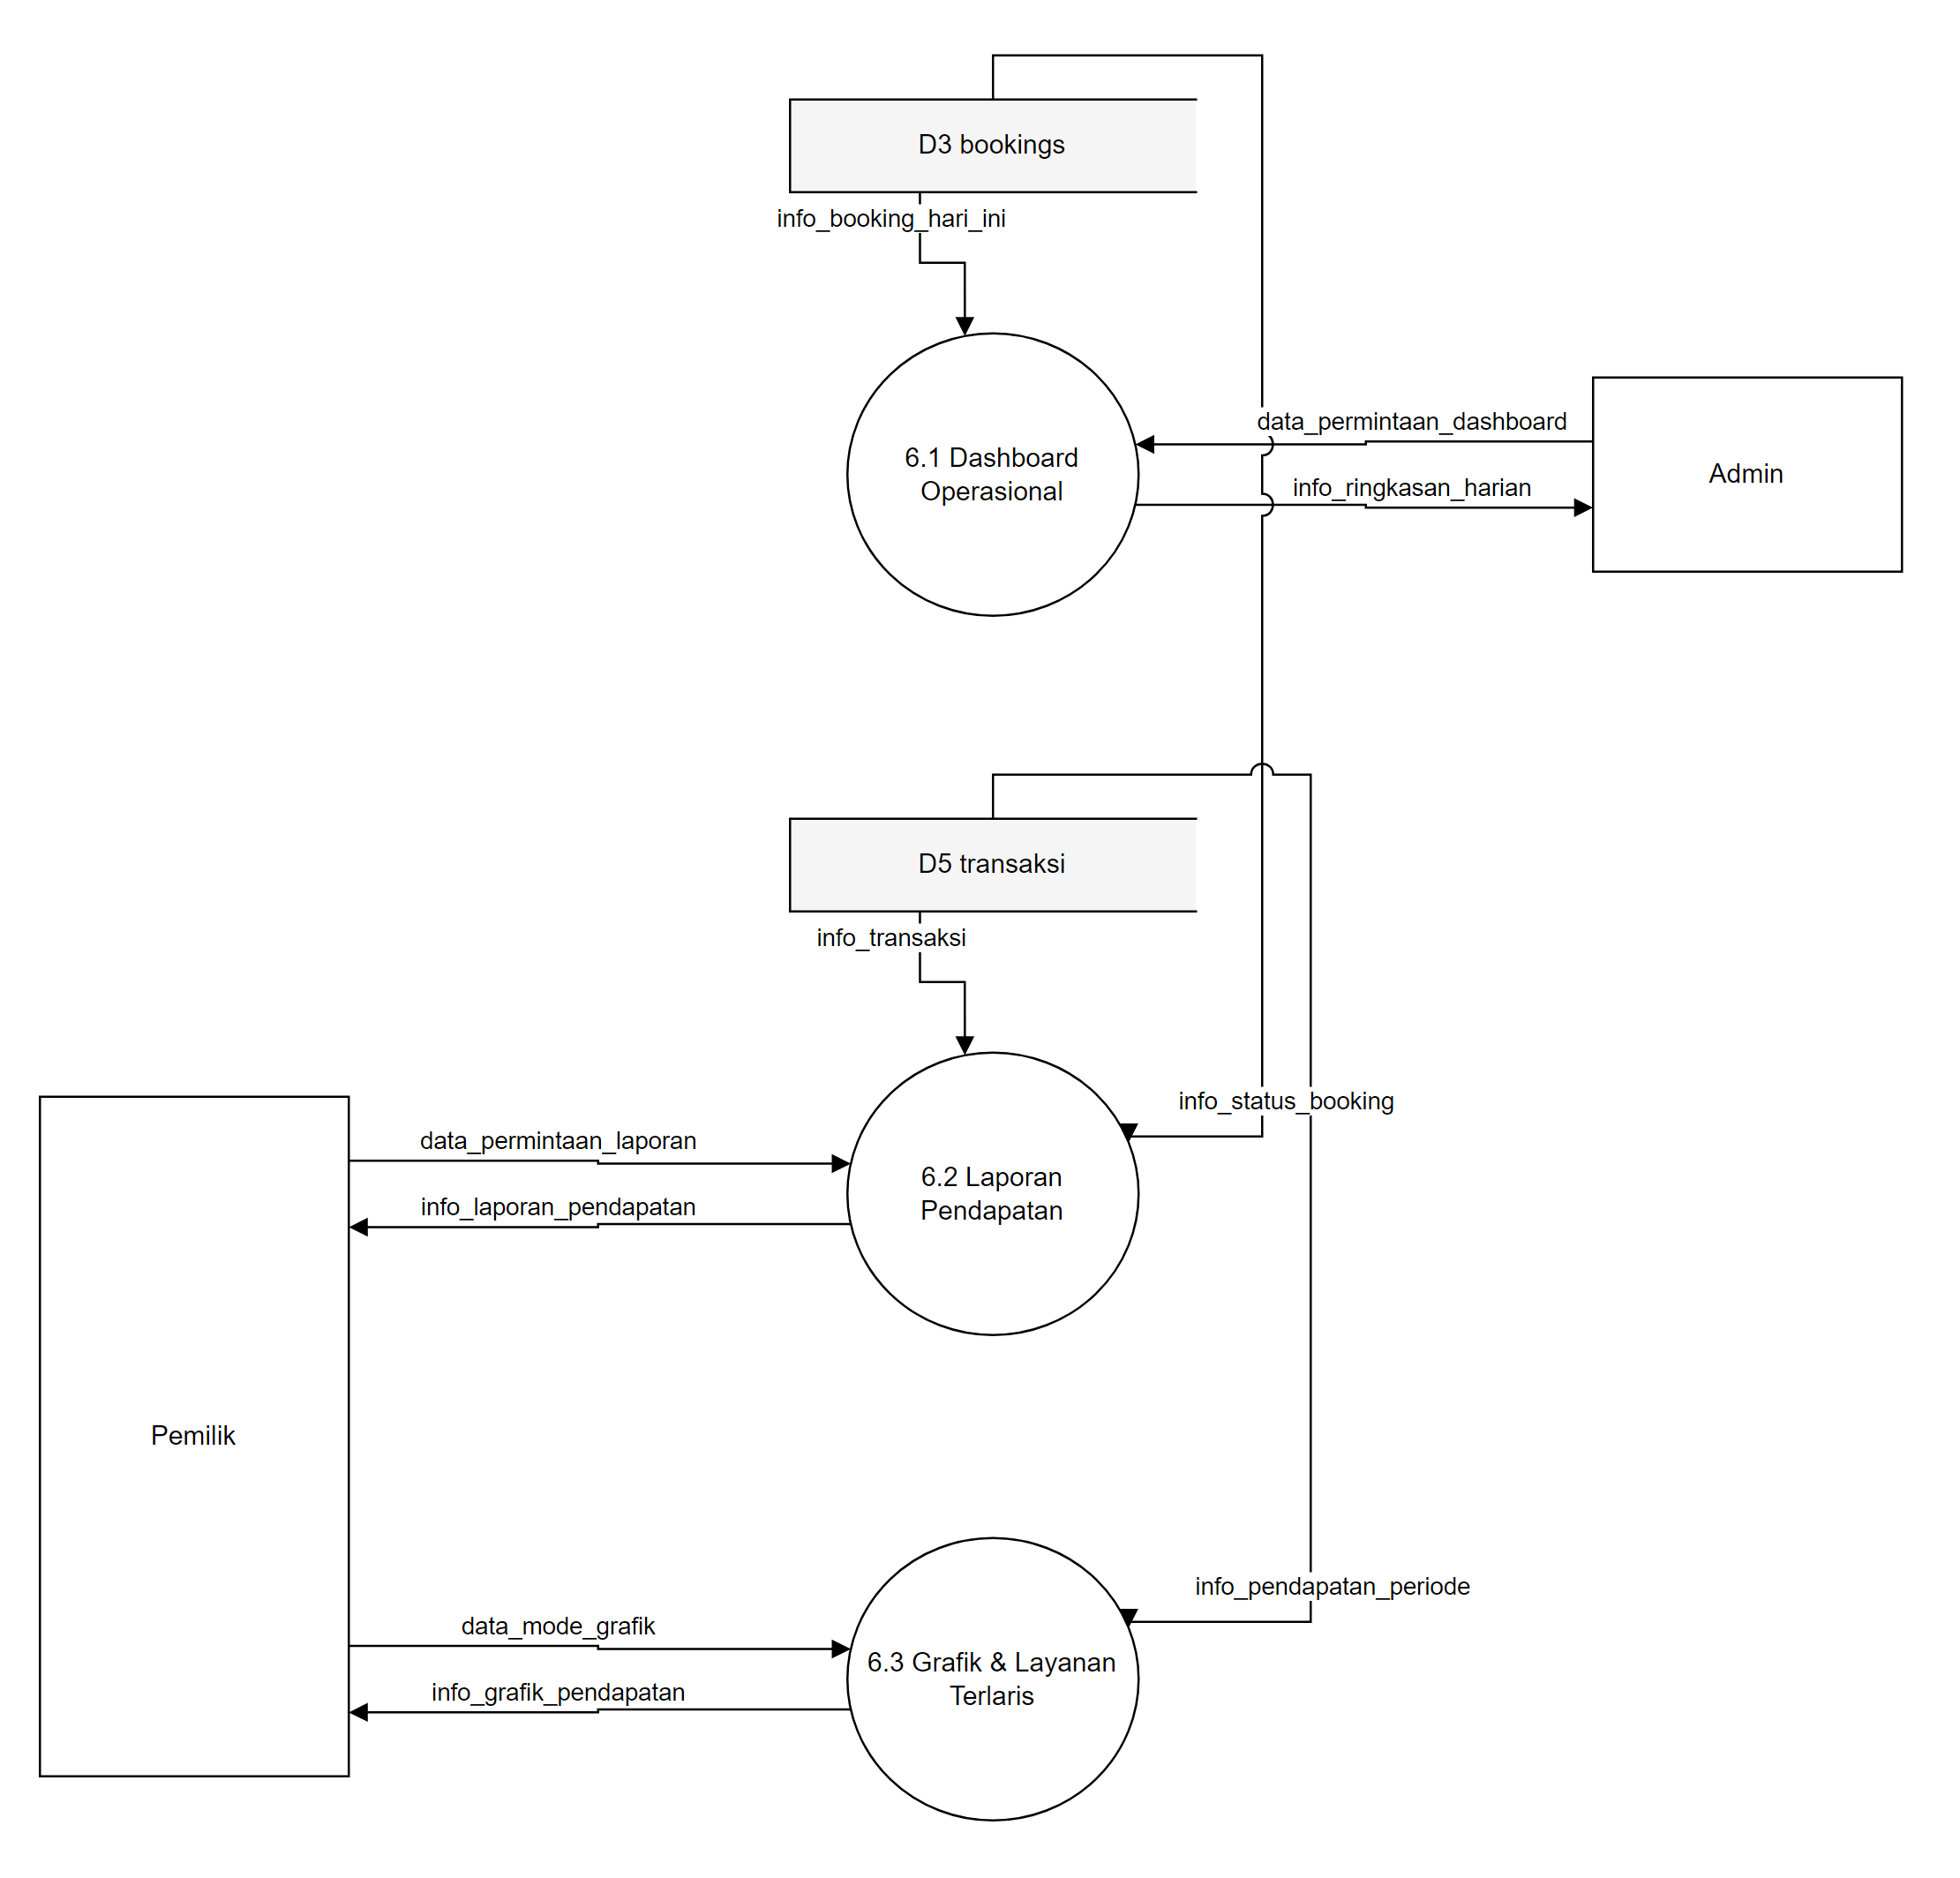 D3 bookings
info_booking_hari_ini
data_permintaan_dashboard
6.1 Dashboard
Operasional
Admin
info_ringkasan_harian
D5 transaksi
info_transaksi
info_status_booking
data_permintaan_laporan
6.2 Laporan
Pendapatan
info_laporan_pendapatan
Pemilik
info_pendapatan_periode
data_mode_grafik
6.3 Grafik & Layanan
Terlaris
info_grafik_pendapatan